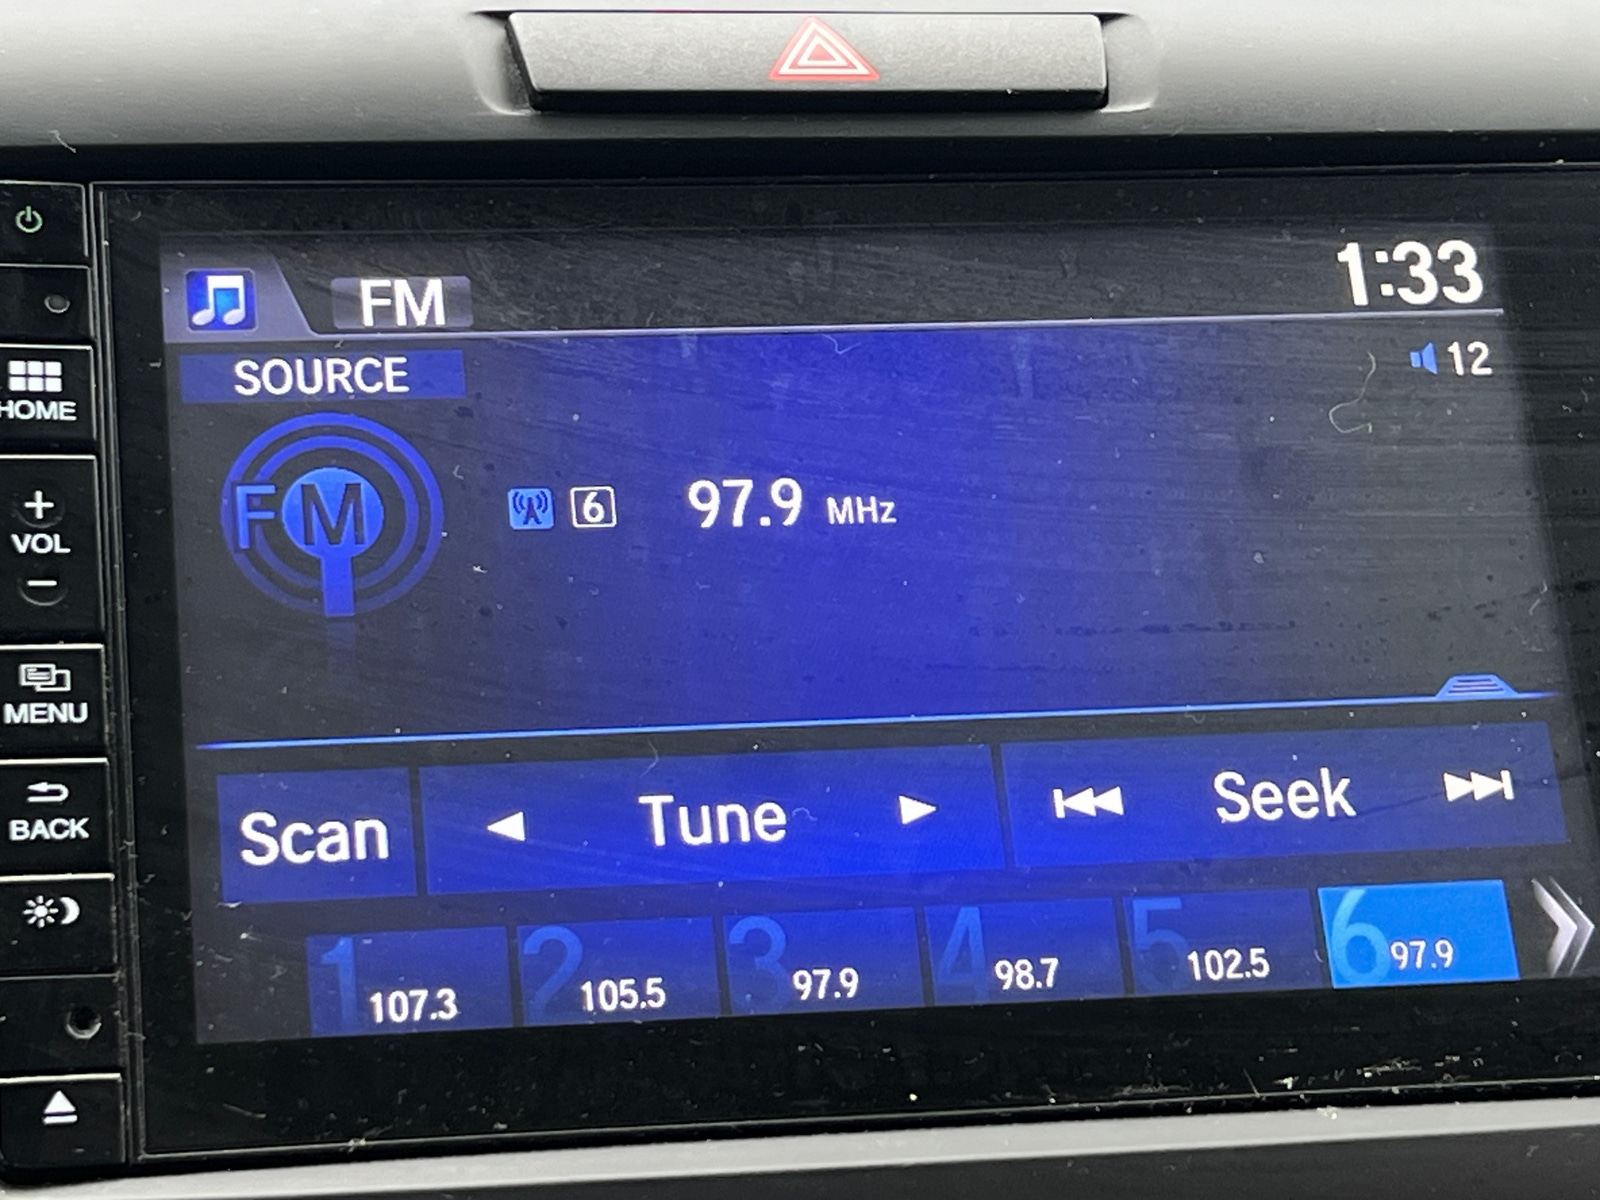 FM
1:33
SOURCE
12
HOME
FM
6 97.9 MHz
+
VOL
-
MENU
BACK
Scan Tune Seek
1 107.3 2 105.5 3 97.9 4 98.7 5 102.5 6 97.9